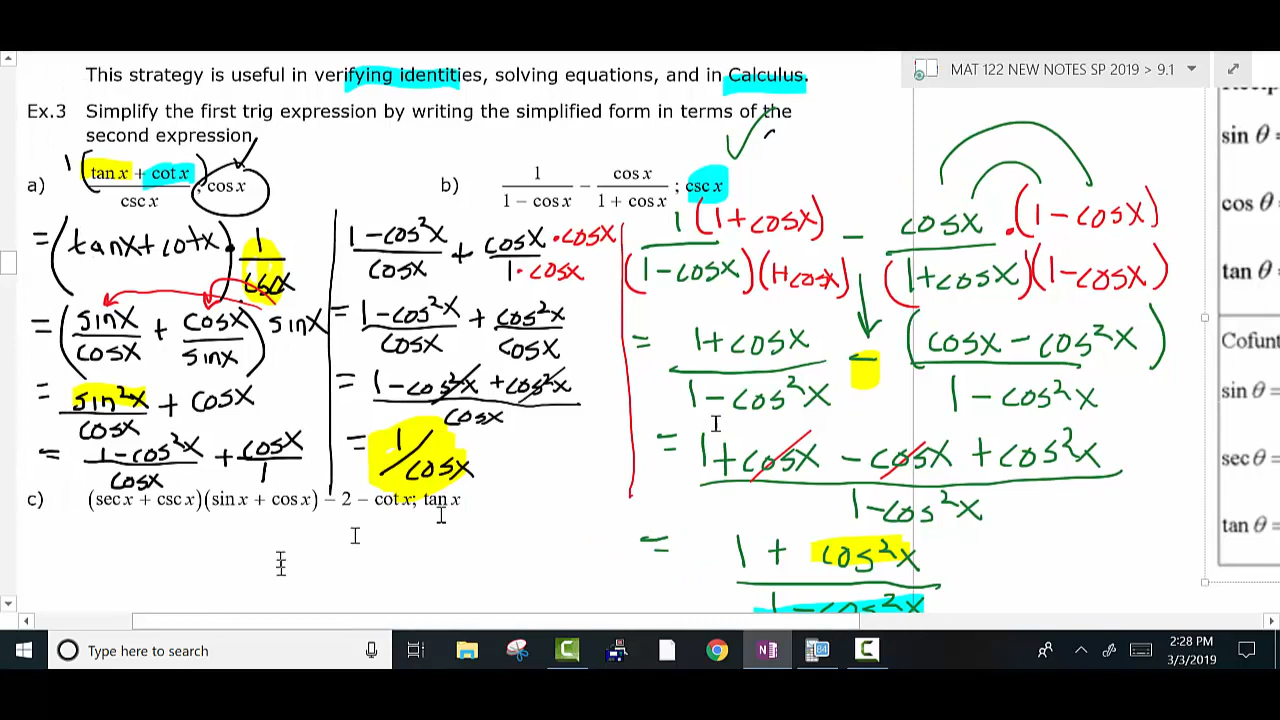 This strategy is useful in verifying identities, solving equations, and in Calculus.
MAT 122 NEW NOTES SP 2019 > 9.1
Ex.3 Simplify the first trig expression by writing the simplified form in terms of the
second expression.
a) 1 (tan x + cot x) / csc x ; cos x
= (tanx + cotx) · 1/cscx
= (sinx/cosx + cosx/sinx) sinx
= sin²x/cosx + cosx
= 1-cos²x/cosx + cosx/1
1-cos²x/cosx + cosx·cosx/1·cosx
= 1-cos²x/cosx + cos²x/cosx
= 1-cos²x+cos²x/cosx
= 1/cosx
b) 1/1 − cos x − cos x/1 + cos x ; csc x
1(1+cosx)/(1-cosx)(1+cosx) − cosx·(1-cosx)/(1+cosx)(1-cosx)
= 1+cosx/1-cos²x − (cosx-cos²x)/1-cos²x
= 1+cosx-cosx+cos²x/1-cos²x
= 1 + cos²x/1-cos²x
c) (sec x + csc x)(sin x + cos x) − 2 − cot x; tan x
sin θ =
cos θ =
tan θ =
Cofunt
sin θ =
sec θ =
tan θ =
Type here to search
84
2:28 PM
3/3/2019